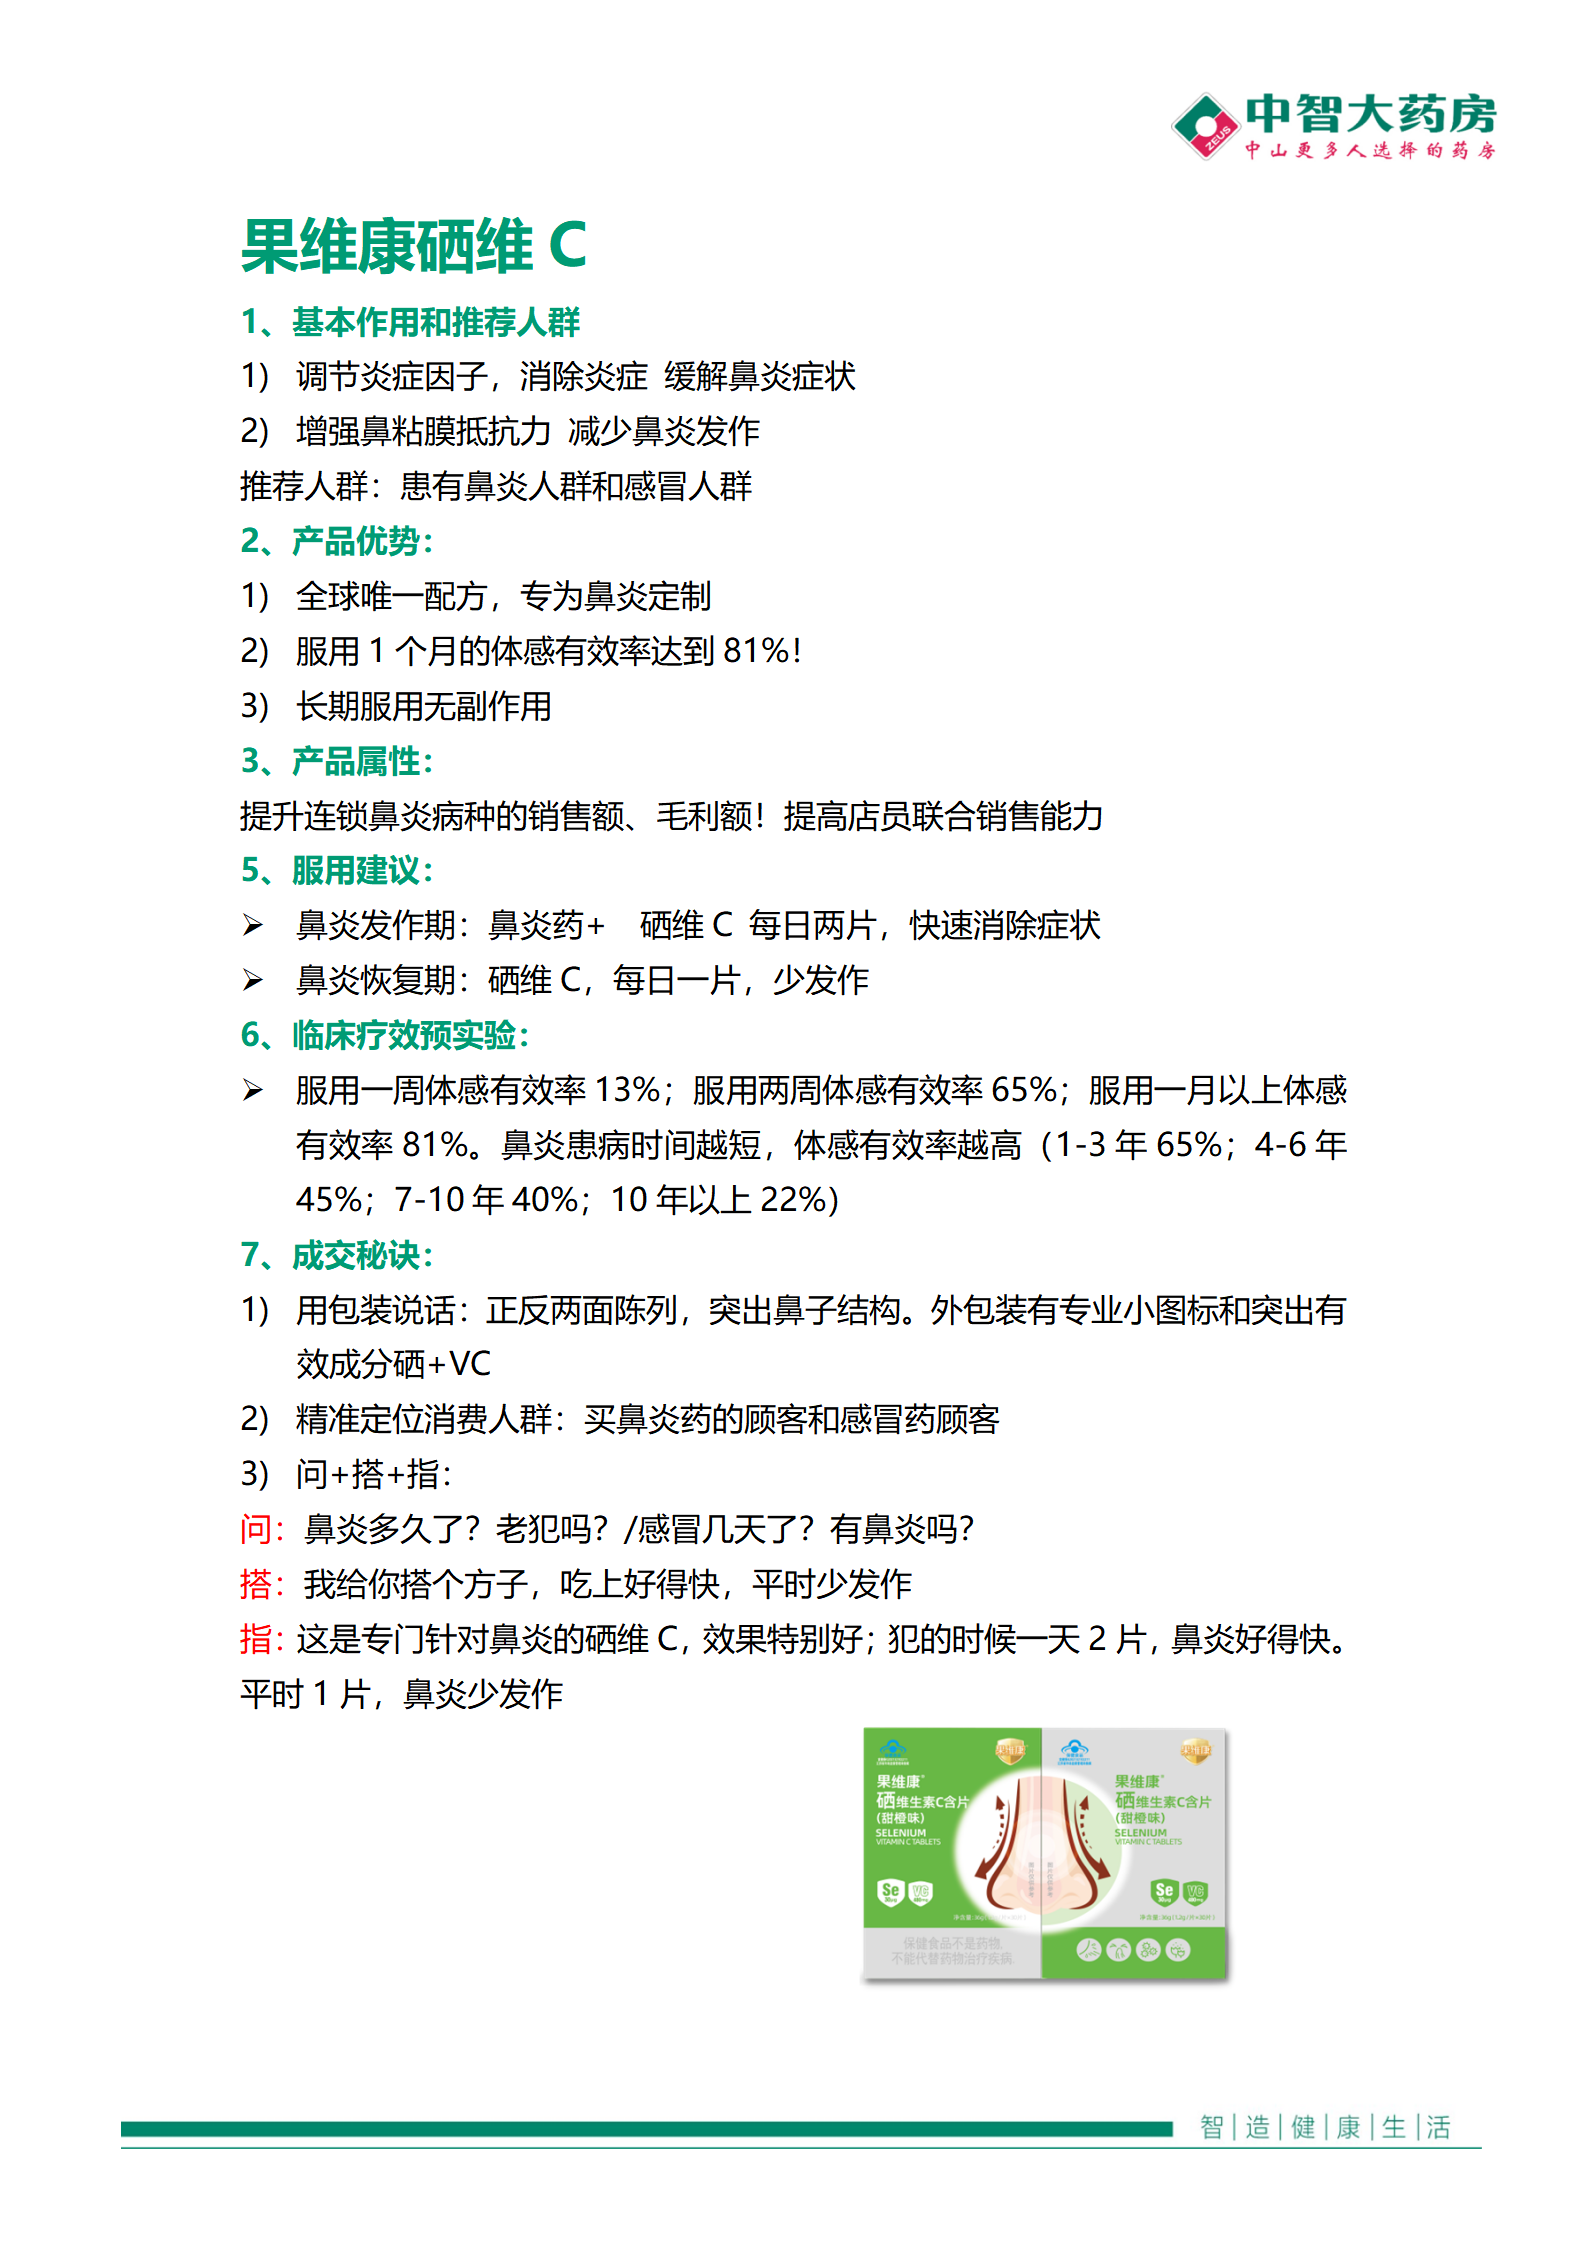 中智大药房
ZEUS
中山更多人选择的药房
果维康硒维 C
1、基本作用和推荐人群
1) 调节炎症因子，消除炎症 缓解鼻炎症状
2) 增强鼻粘膜抵抗力 减少鼻炎发作
推荐人群：患有鼻炎人群和感冒人群
2、产品优势：
1) 全球唯一配方，专为鼻炎定制
2) 服用 1 个月的体感有效率达到 81%！
3) 长期服用无副作用
3、产品属性：
提升连锁鼻炎病种的销售额、毛利额！提高店员联合销售能力
5、服用建议：
➢ 鼻炎发作期：鼻炎药+ 硒维 C 每日两片，快速消除症状
➢ 鼻炎恢复期：硒维 C，每日一片，少发作
6、临床疗效预实验：
➢ 服用一周体感有效率 13%；服用两周体感有效率 65%；服用一月以上体感
有效率 81%。鼻炎患病时间越短，体感有效率越高（1-3 年 65%；4-6 年
45%；7-10 年 40%；10 年以上 22%）
7、成交秘诀：
1) 用包装说话：正反两面陈列，突出鼻子结构。外包装有专业小图标和突出有
效成分硒+VC
2) 精准定位消费人群：买鼻炎药的顾客和感冒药顾客
3) 问+搭+指：
问：鼻炎多久了？老犯吗？/感冒几天了？有鼻炎吗？
搭：我给你搭个方子，吃上好得快，平时少发作
指：这是专门针对鼻炎的硒维 C，效果特别好；犯的时候一天 2 片，鼻炎好得快。
平时 1 片，鼻炎少发作
果维康
硒维生素C含片
(甜橙味)
SELENIUM
VITAMIN C TABLETS
Se
VC
保健食品不是药物,
不能代替药物治疗疾病.
果维康
硒维生素C含片
(甜橙味)
SELENIUM
VITAMIN C TABLETS
Se
VC
净含量:36g(1.2g/片×30片)
智|造|健|康|生|活